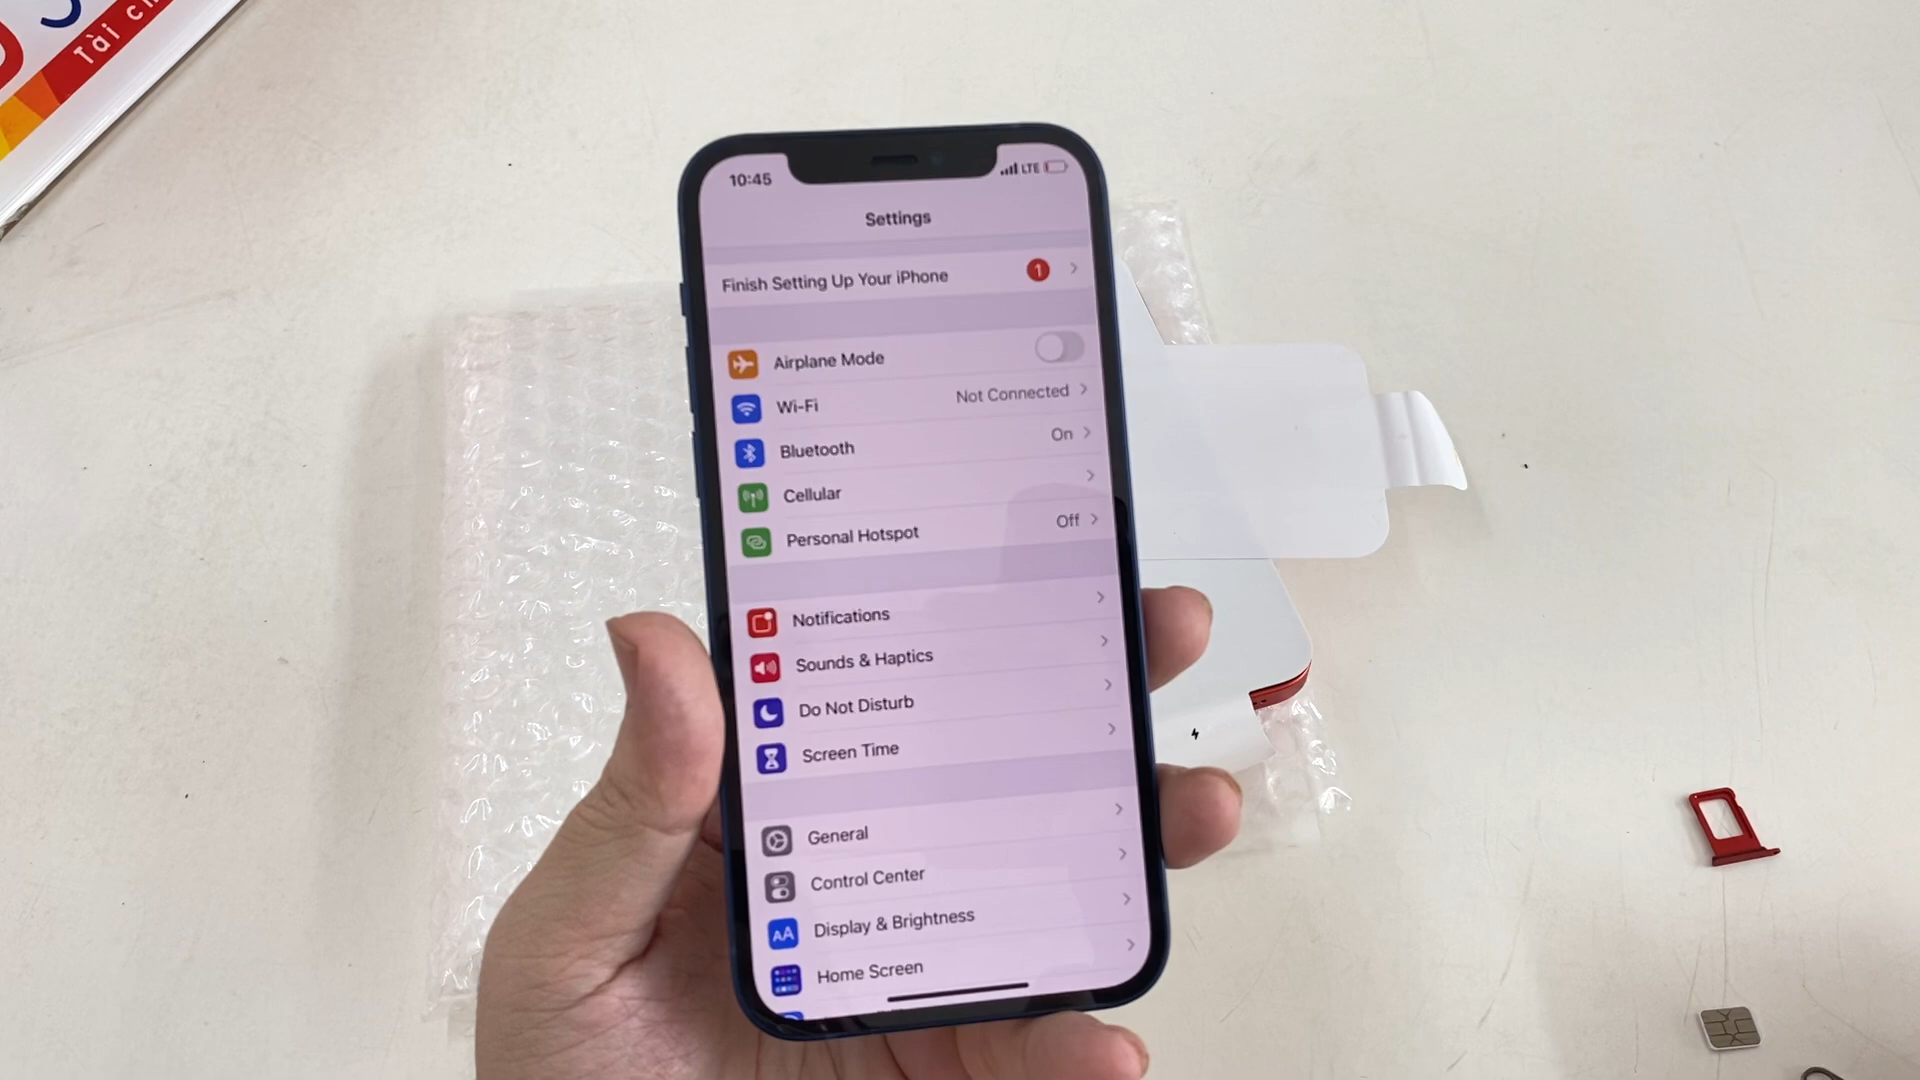 Tài
10:45
LTE
Settings
Finish Setting Up Your iPhone
1
Airplane Mode
Wi-Fi
Not Connected
Bluetooth
On
Cellular
Personal Hotspot
Off
Notifications
Sounds & Haptics
Do Not Disturb
Screen Time
General
Control Center
AA
Display & Brightness
Home Screen